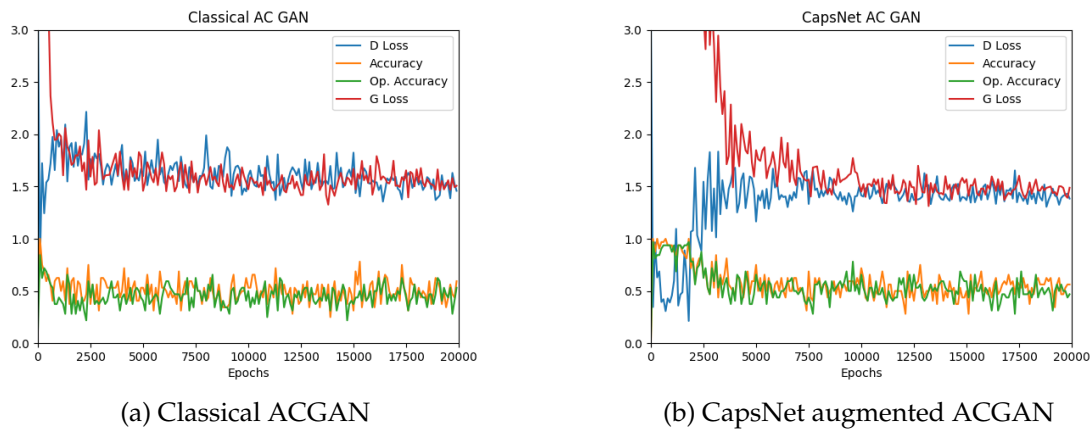 Classical AC GAN
3.0
2.5
2.0
1.5
1.0
0.5
0.0
D Loss
Accuracy
Op. Accuracy
G Loss
0 2500 5000 7500 10000 12500 15000 17500 20000
Epochs
(a) Classical ACGAN
CapsNet AC GAN
3.0
2.5
2.0
1.5
1.0
0.5
0.0
D Loss
Accuracy
Op. Accuracy
G Loss
0 2500 5000 7500 10000 12500 15000 17500 20000
Epochs
(b) CapsNet augmented ACGAN